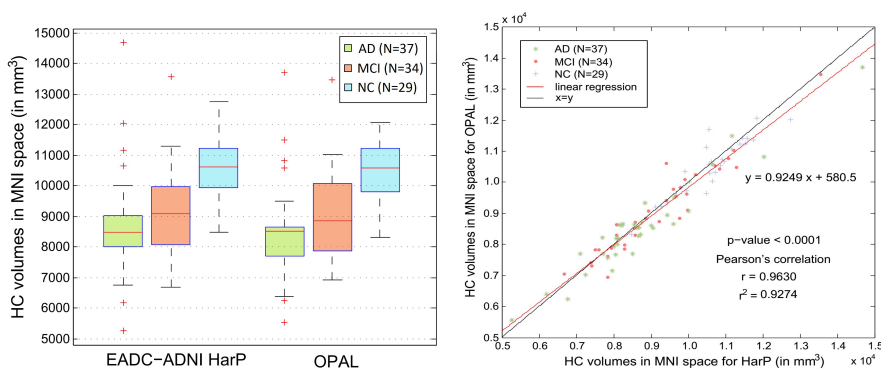 HC volumes in MNI space (in mm³)
15000
14000
13000
12000
11000
10000
9000
8000
7000
6000
5000
AD (N=37)
MCI (N=34)
NC (N=29)
EADC−ADNI HarP
OPAL
HC volumes in MNI space for OPAL (in mm³)
x 10⁴
1.5
1.4
1.3
1.2
1.1
1.0
0.9
0.8
0.7
0.6
0.5
AD (N=37)
MCI (N=34)
NC (N=29)
linear regression
x=y
y = 0.9249 x + 580.5
p−value < 0.0001
Pearson's correlation
r = 0.9630
r² = 0.9274
0.5
0.6
0.7
0.8
0.9
1.0
1.1
1.2
1.3
1.4
1.5
HC volumes in MNI space for HarP (in mm³)
x 10⁴